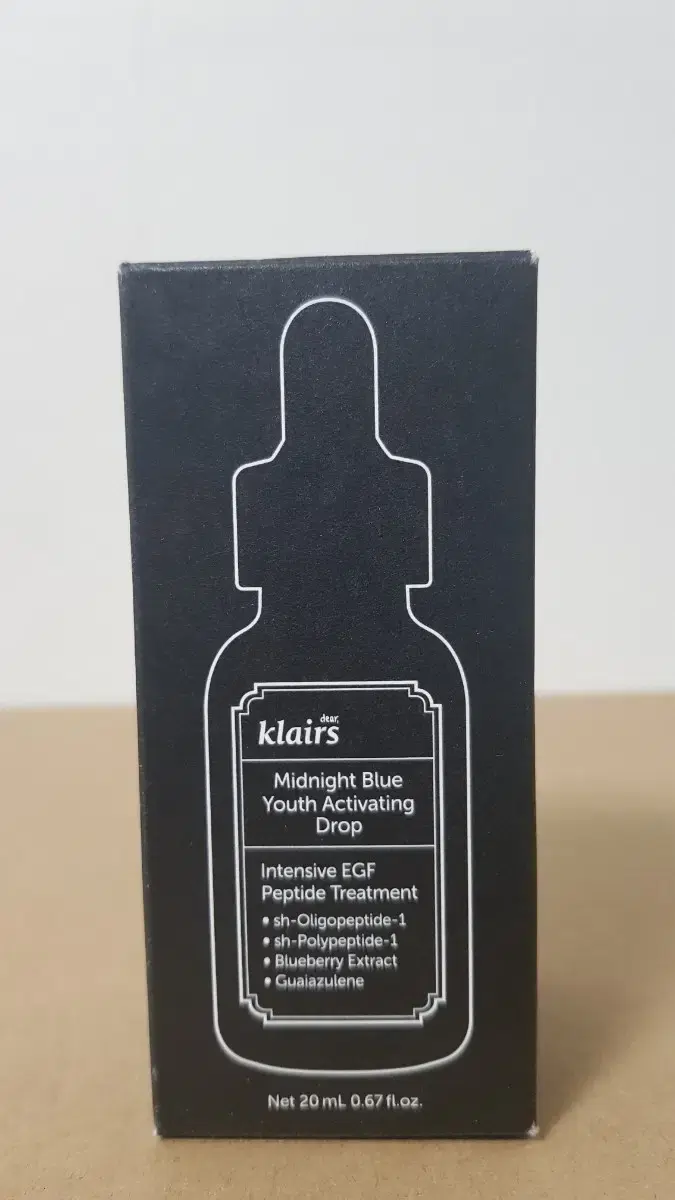 dear,
klairs
Midnight Blue
Youth Activating
Drop
Intensive EGF
Peptide Treatment
• sh-Oligopeptide-1
• sh-Polypeptide-1
• Blueberry Extract
• Guaiazulene
Net 20 mL 0.67 fl.oz.